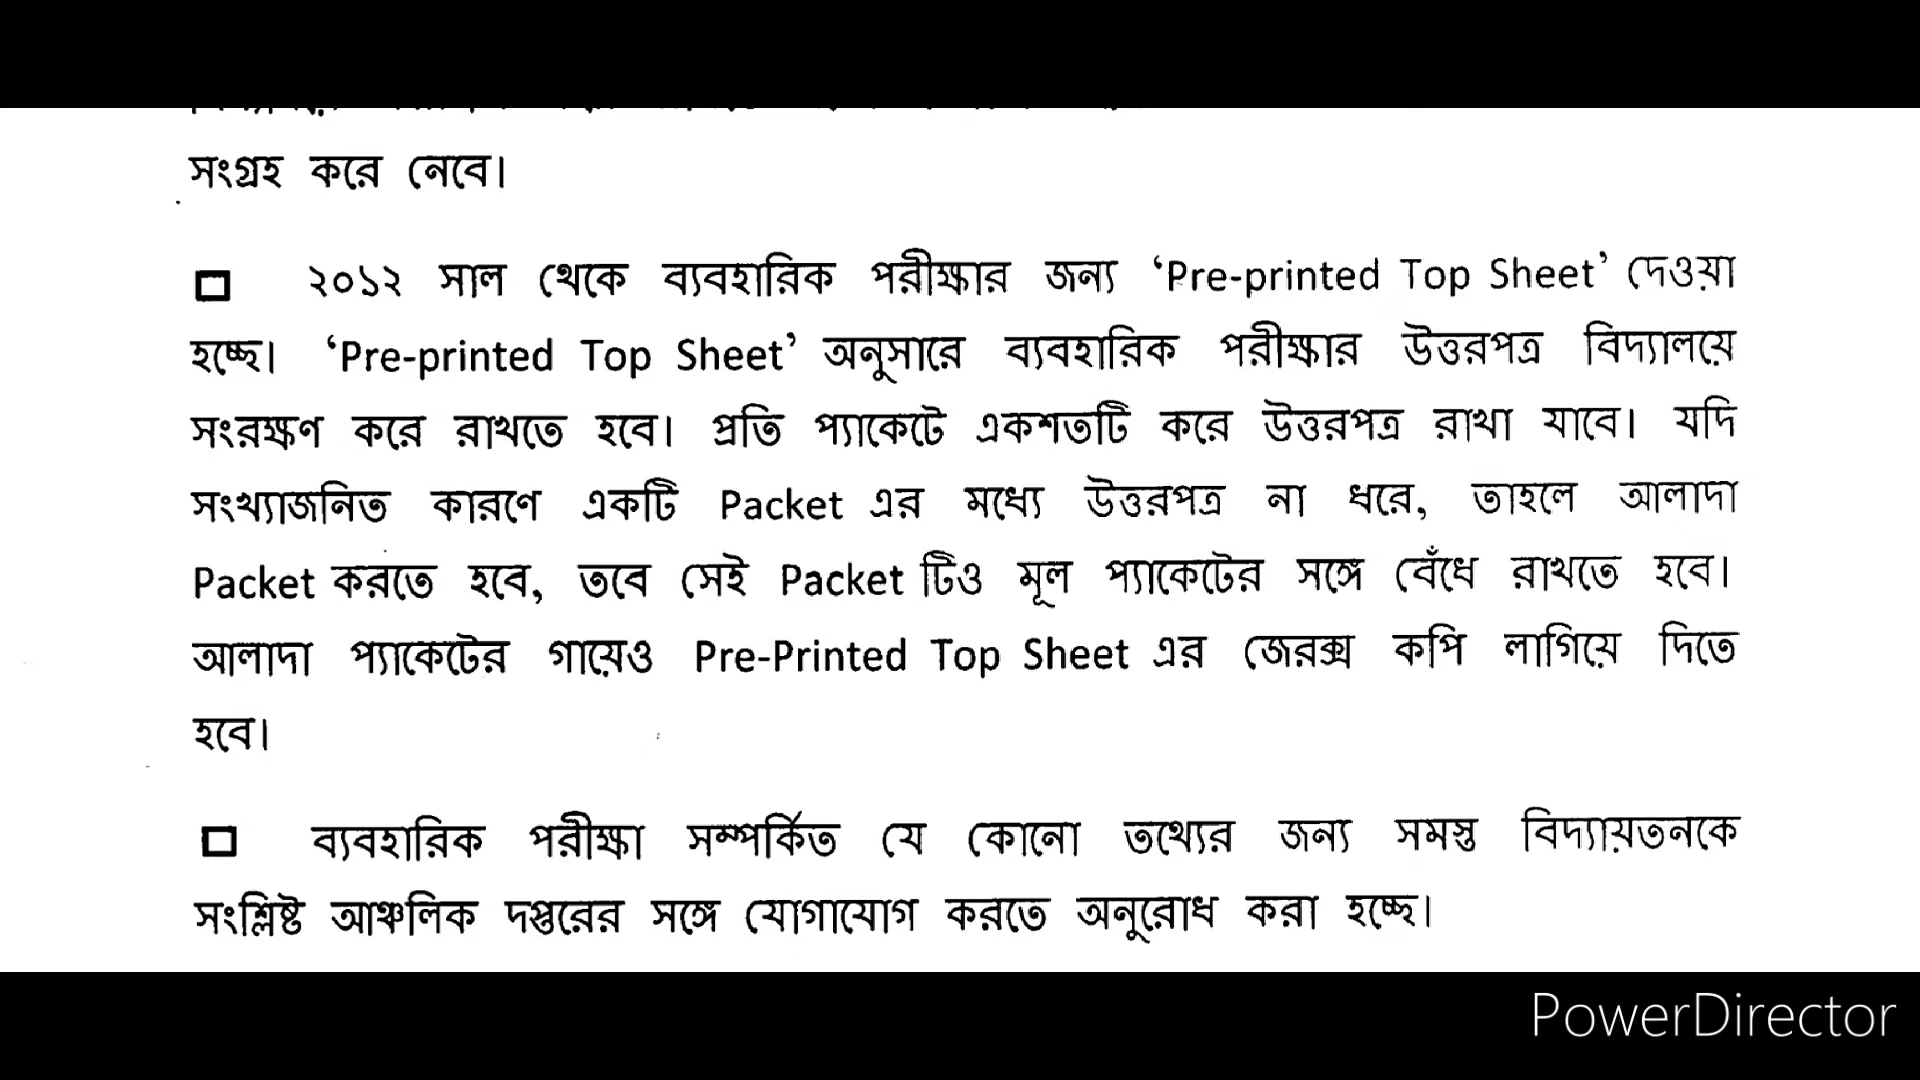 সংগ্রহ করে নেবে।
২০১২ সাল থেকে ব্যবহারিক পরীক্ষার জন্য ‘Pre-printed Top Sheet’ দেওয়া
হচ্ছে। ‘Pre-printed Top Sheet’ অনুসারে ব্যবহারিক পরীক্ষার উত্তরপত্র বিদ্যালয়ে
সংরক্ষণ করে রাখতে হবে। প্রতি প্যাকেটে একশতটি করে উত্তরপত্র রাখা যাবে। যদি
সংখ্যাজনিত কারণে একটি Packet এর মধ্যে উত্তরপত্র না ধরে, তাহলে আলাদা
Packet করতে হবে, তবে সেই Packet টিও মূল প্যাকেটের সঙ্গে বেঁধে রাখতে হবে।
আলাদা প্যাকেটের গায়েও Pre-Printed Top Sheet এর জেরক্স কপি লাগিয়ে দিতে
হবে।
ব্যবহারিক পরীক্ষা সম্পর্কিত যে কোনো তথ্যের জন্য সমস্ত বিদ্যায়তনকে
সংশ্লিষ্ট আঞ্চলিক দপ্তরের সঙ্গে যোগাযোগ করতে অনুরোধ করা হচ্ছে।
PowerDirector